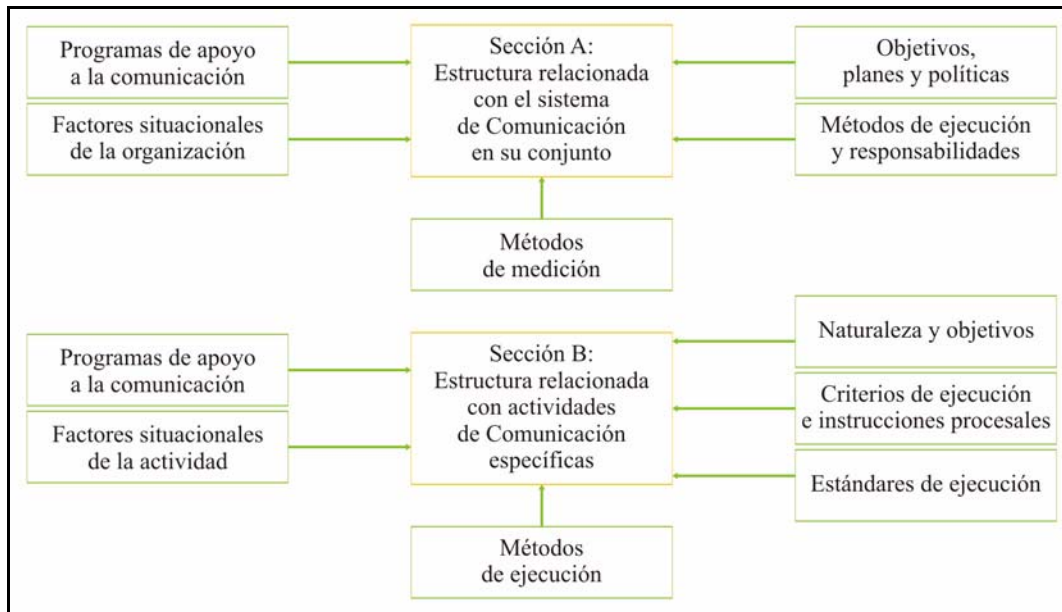 Programas de apoyo
a la comunicación
Factores situacionales
de la organización
Sección A:
Estructura relacionada
con el sistema
de Comunicación
en su conjunto
Objetivos,
planes y políticas
Métodos de ejecución
y responsabilidades
Métodos
de medición
Programas de apoyo
a la comunicación
Factores situacionales
de la actividad
Sección B:
Estructura relacionada
con actividades
de Comunicación
específicas
Naturaleza y objetivos
Criterios de ejecución
e instrucciones procesales
Estándares de ejecución
Métodos
de ejecución